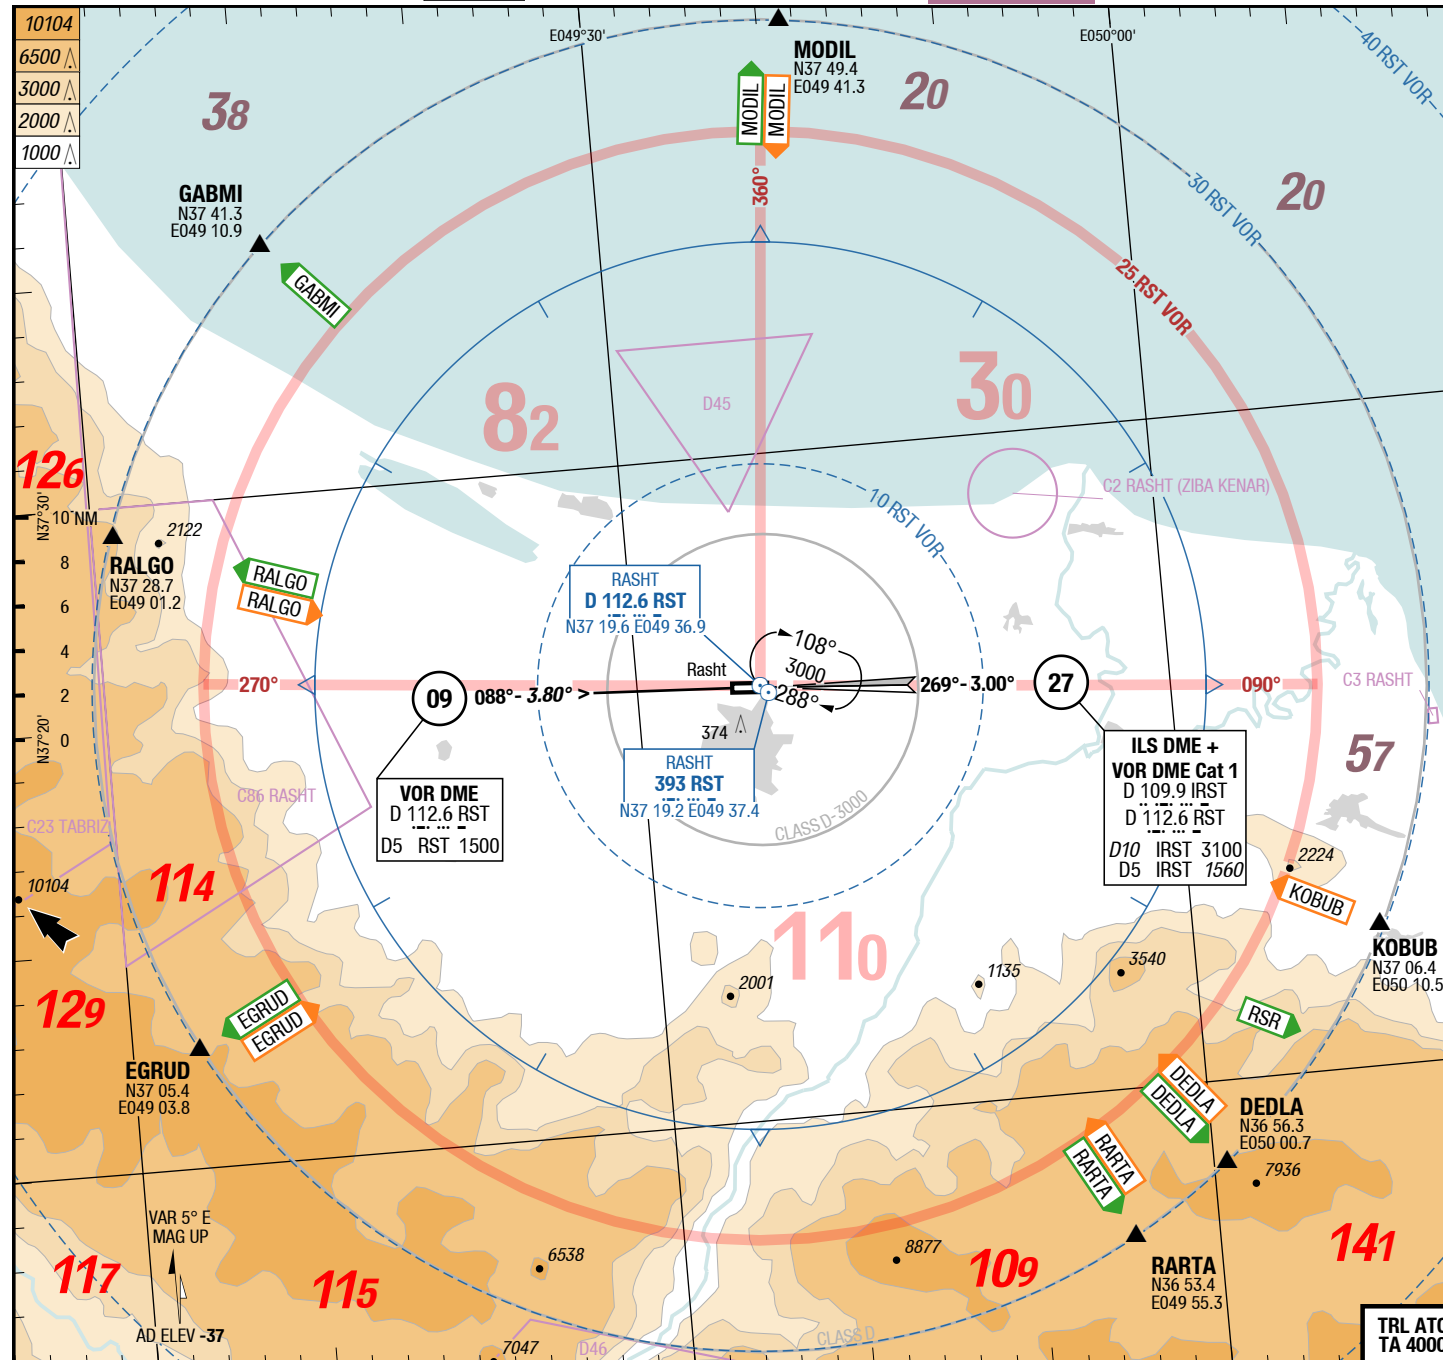 10104
6500
3000
2000
1000
E049°30'
E050°00'
MODIL
N37 49.4
E049 41.3
MODIL
MODIL
40 RST VOR
38
20
20
GABMI
N37 41.3
E049 10.9
GABMI
360°
30 RST VOR
25 RST VOR
82
30
D45
126
N37°30'
10 NM
8
6
4
2
0
N37°20'
2122
RALGO
N37 28.7
E049 01.2
RALGO
RALGO
10 RST VOR
C2 RASHT (ZIBA KENAR)
RASHT
D 112.6 RST
N37 19.6 E049 36.9
108°
3000
288°
Rasht
270°
09
088° - 3.80° >
269° - 3.00°
27
090°
C3 RASHT
57
374
RASHT
393 RST
N37 19.2 E049 37.4
CLASS D-3000
VOR DME
D 112.6 RST
D5 RST 1500
ILS DME +
VOR DME Cat 1
D 109.9 IRST
D 112.6 RST
D10 IRST 3100
D5 IRST 1560
C86 RASHT
C23 TABRIZ
114
10104
2224
KOBUB
KOBUB
N37 06.4
E050 10.5
110
129
2001
1135
3540
RSR
EGRUD
EGRUD
EGRUD
N37 05.4
E049 03.8
DEDLA
DEDLA
DEDLA
N36 56.3
E050 00.7
7936
RARTA
RARTA
RARTA
N36 53.4
E049 55.3
VAR 5° E
MAG UP
AD ELEV -37
117
115
6538
8877
109
141
7047
D46
CLASS D
TRL ATC
TA 4000